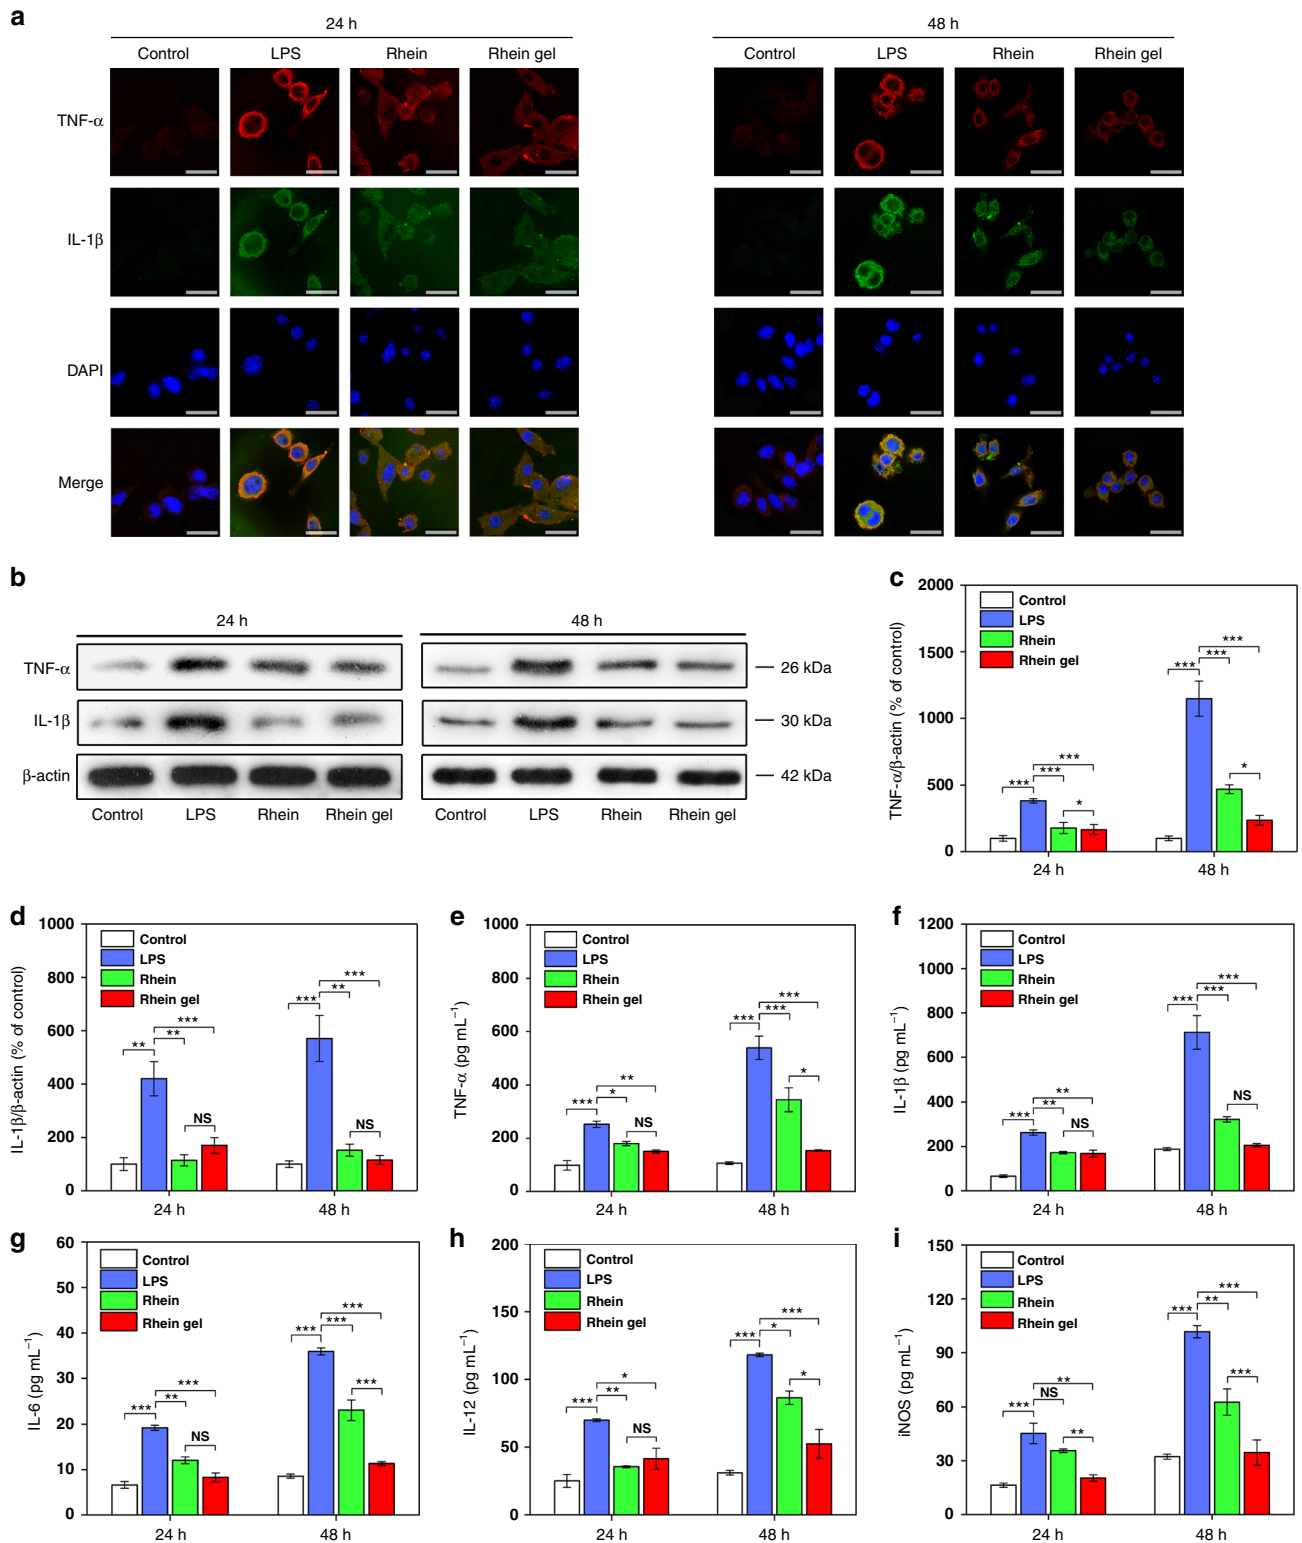 a
24 h
48 h
Control LPS Rhein Rhein gel
Control LPS Rhein Rhein gel
TNF-α
IL-1β
DAPI
Merge
b
24 h
48 h
TNF-α
26 kDa
IL-1β
30 kDa
β-actin
42 kDa
Control LPS Rhein Rhein gel
Control LPS Rhein Rhein gel
c
TNF-α/β-actin (% of control)
2000
1500
1000
500
0
Control
LPS
Rhein
Rhein gel
*** *** *** *
*** *** *** *
24 h 48 h
d
IL-1β/β-actin (% of control)
1000
800
600
400
200
0
Control
LPS
Rhein
Rhein gel
** ** *** NS
*** ** *** NS
24 h 48 h
e
TNF-α (pg mL⁻¹)
1000
800
600
400
200
0
Control
LPS
Rhein
Rhein gel
*** * ** NS
*** *** *** *
24 h 48 h
f
IL-1β (pg mL⁻¹)
1200
1000
800
600
400
200
0
Control
LPS
Rhein
Rhein gel
*** ** ** NS
*** *** *** NS
24 h 48 h
g
IL-6 (pg mL⁻¹)
60
50
40
30
20
10
0
Control
LPS
Rhein
Rhein gel
*** ** *** NS
*** *** *** ***
24 h 48 h
h
IL-12 (pg mL⁻¹)
200
150
100
50
0
Control
LPS
Rhein
Rhein gel
*** ** * NS
*** * *** *
24 h 48 h
i
iNOS (pg mL⁻¹)
150
120
90
60
30
0
Control
LPS
Rhein
Rhein gel
*** NS ** **
*** ** *** ***
24 h 48 h